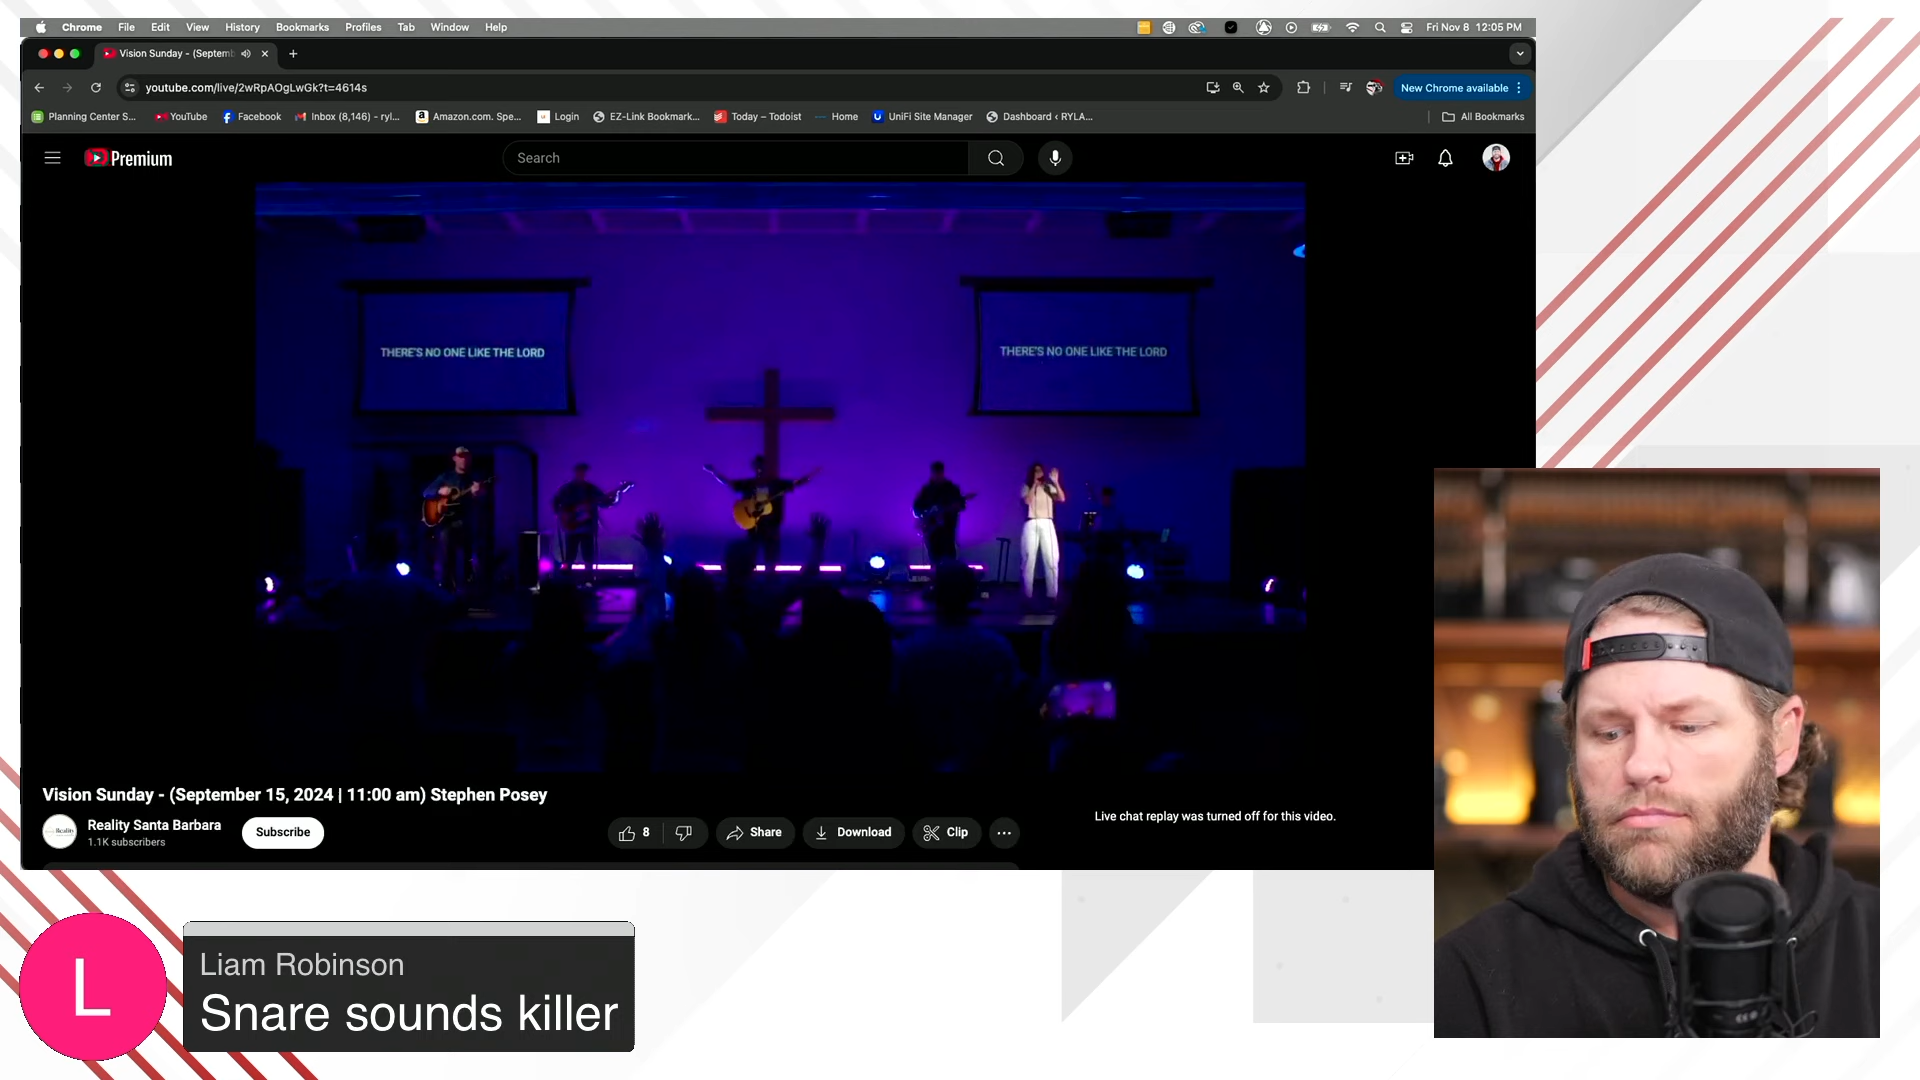 Chrome File Edit View History Bookmarks Profiles Tab Window Help Fri Nov 8 12:05 PM
Vision Sunday - (Septemb
youtube.com/live/2wRpAOgLwGk?t=4614s New Chrome available
Planning Center S... YouTube Facebook Inbox (8,146) - ryl... Amazon.com. Spe... Login EZ-Link Bookmark... Today – Todoist Home UniFi Site Manager Dashboard ‹ RYLA... All Bookmarks
Premium Search
THERE'S NO ONE LIKE THE LORD THERE'S NO ONE LIKE THE LORD
Vision Sunday - (September 15, 2024 | 11:00 am) Stephen Posey
Reality Santa Barbara
1.1K subscribers
Subscribe 8 Share Download Clip
Live chat replay was turned off for this video.
L
Liam Robinson
Snare sounds killer